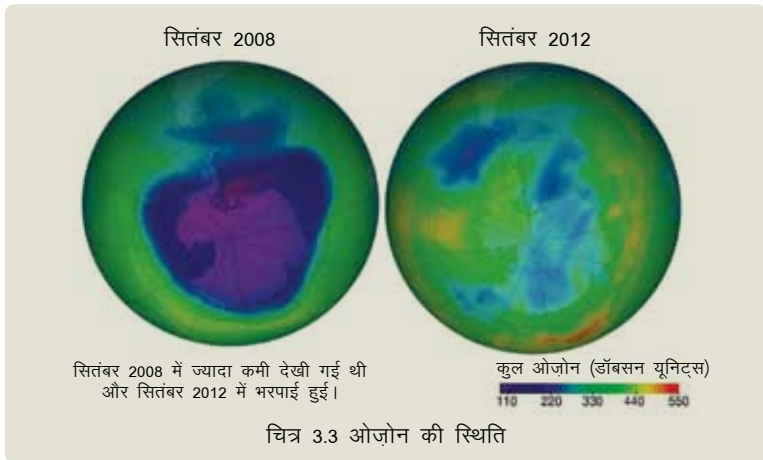 सितंबर 2008
सितंबर 2012
सितंबर 2008 में ज्यादा कमी देखी गई थी
और सितंबर 2012 में भरपाई हुई।
कुल ओज़ोन (डॉबसन यूनिट्स)
110 220 330 440 550
चित्र 3.3 ओज़ोन की स्थिति